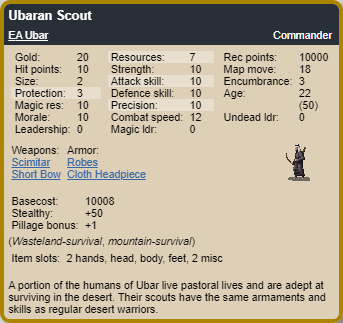 Ubaran Scout
EA Ubar Commander
Gold: 20 Resources: 7 Rec points: 10000
Hit points: 10 Strength: 10 Map move: 18
Size: 2 Attack skill: 10 Encumbrance: 3
Protection: 3 Defence skill: 10 Age: 22
Magic res: 10 Precision: 10 (50)
Morale: 10 Combat speed: 12 Undead ldr: 0
Leadership: 0 Magic ldr: 0
Weapons: Armor:
Scimitar Robes
Short Bow Cloth Headpiece
Basecost: 10008
Stealthy: +50
Pillage bonus: +1
(Wasteland-survival, mountain-survival)
Item slots: 2 hands, head, body, feet, 2 misc
A portion of the humans of Ubar live pastoral lives and are adept at
surviving in the desert. Their scouts have the same armaments and
skills as regular desert warriors.